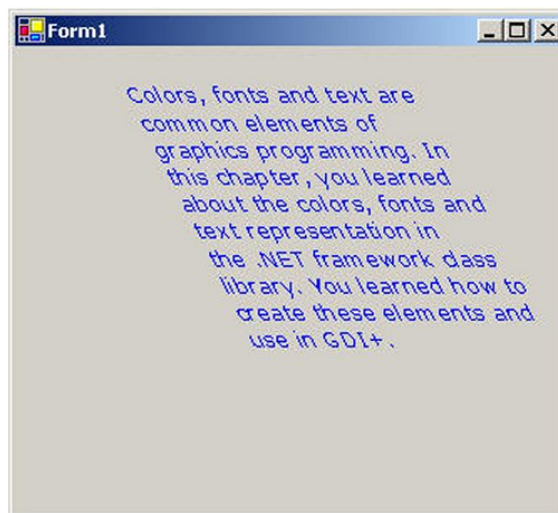 Form1
Colors, fonts and text are
common elements of
graphics programming. In
this chapter, you learned
about the colors, fonts and
text representation in
the .NET framework class
library. You learned how to
create these elements and
use in GDI+.